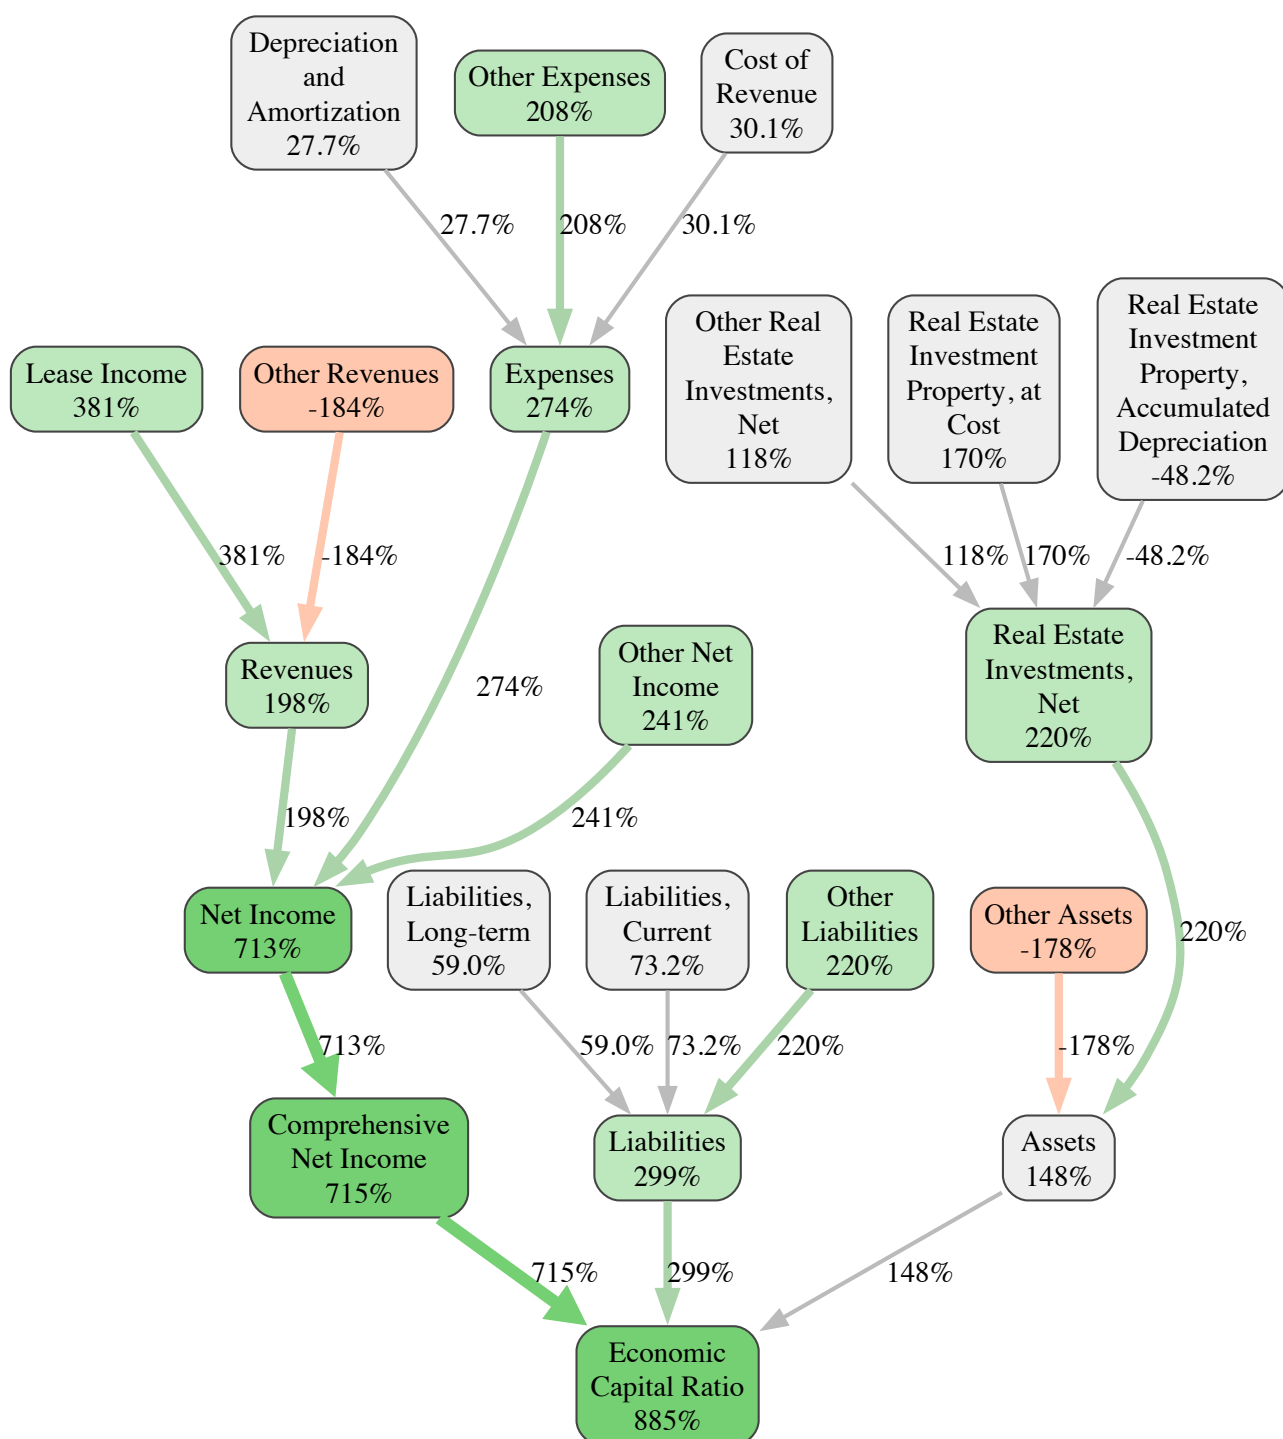 Depreciation
and
Amortization
27.7%
Other Expenses
208%
Cost of
Revenue
30.1%
27.7%
208%
30.1%
Lease Income
381%
Other Revenues
-184%
Expenses
274%
Other Real
Estate
Investments,
Net
118%
Real Estate
Investment
Property, at
Cost
170%
Real Estate
Investment
Property,
Accumulated
Depreciation
-48.2%
381%
-184%
118%
170%
-48.2%
Revenues
198%
274%
Other Net
Income
241%
Real Estate
Investments,
Net
220%
198%
241%
Net Income
713%
Liabilities,
Long-term
59.0%
Liabilities,
Current
73.2%
Other
Liabilities
220%
Other Assets
-178%
220%
713%
59.0%
73.2%
220%
-178%
Comprehensive
Net Income
715%
Liabilities
299%
Assets
148%
715%
299%
148%
Economic
Capital Ratio
885%